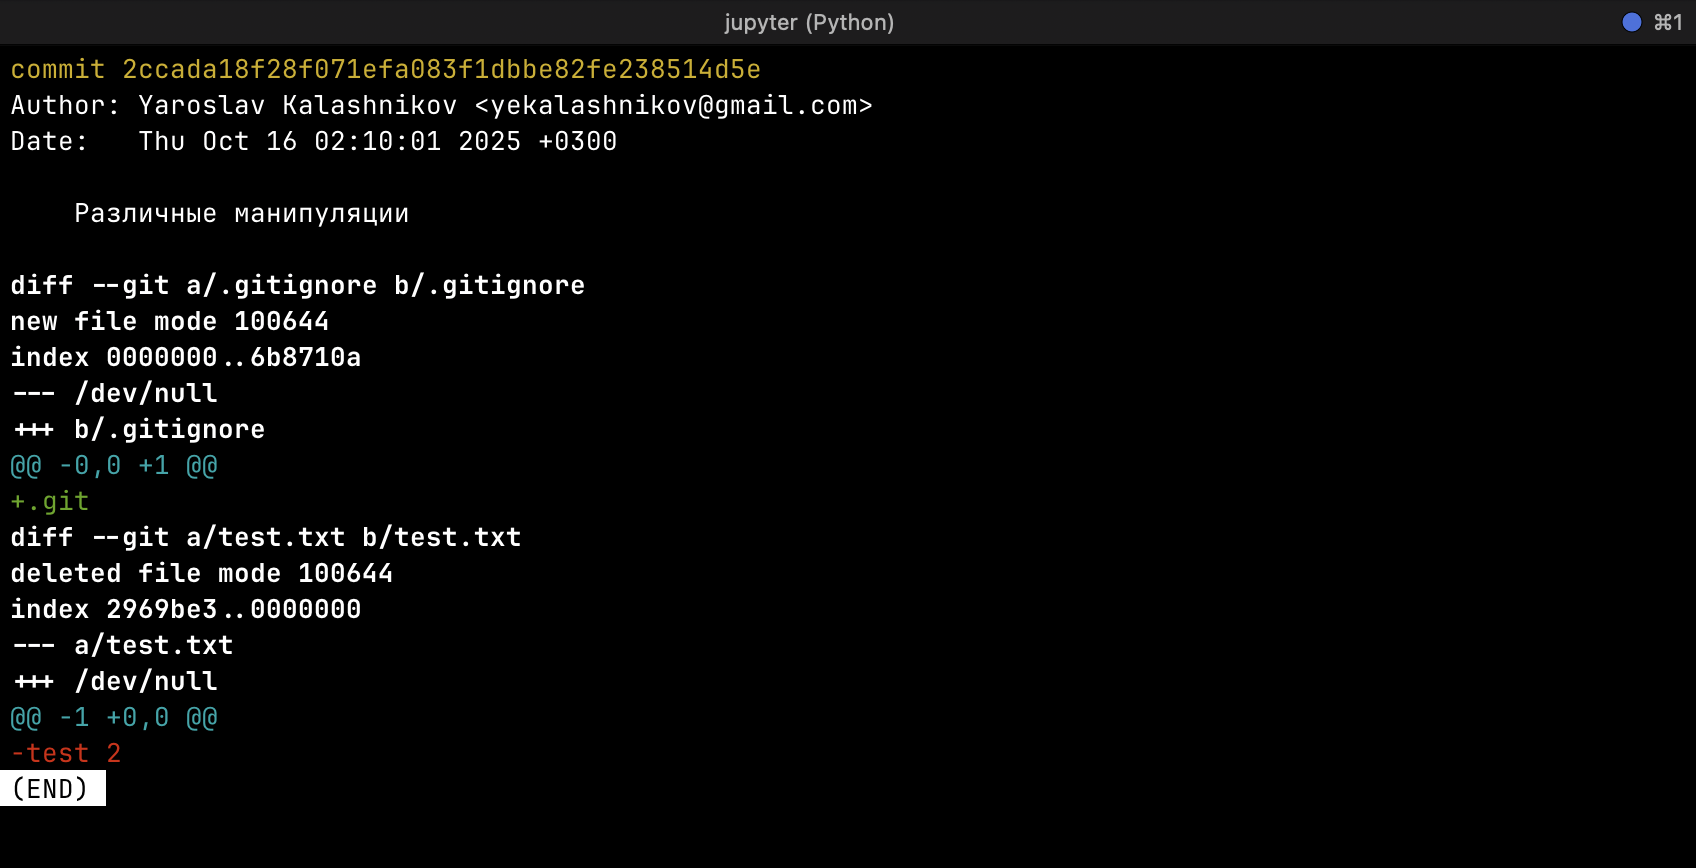 jupyter (Python)
⌘1
commit 2ccada18f28f071efa083f1dbbe82fe238514d5e
Author: Yaroslav Kalashnikov <yekalashnikov@gmail.com>
Date:   Thu Oct 16 02:10:01 2025 +0300
    Различные манипуляции
diff --git a/.gitignore b/.gitignore
new file mode 100644
index 0000000..6b8710a
--- /dev/null
+++ b/.gitignore
@@ -0,0 +1 @@
+.git
diff --git a/test.txt b/test.txt
deleted file mode 100644
index 2969be3..0000000
--- a/test.txt
+++ /dev/null
@@ -1 +0,0 @@
-test 2
(END)